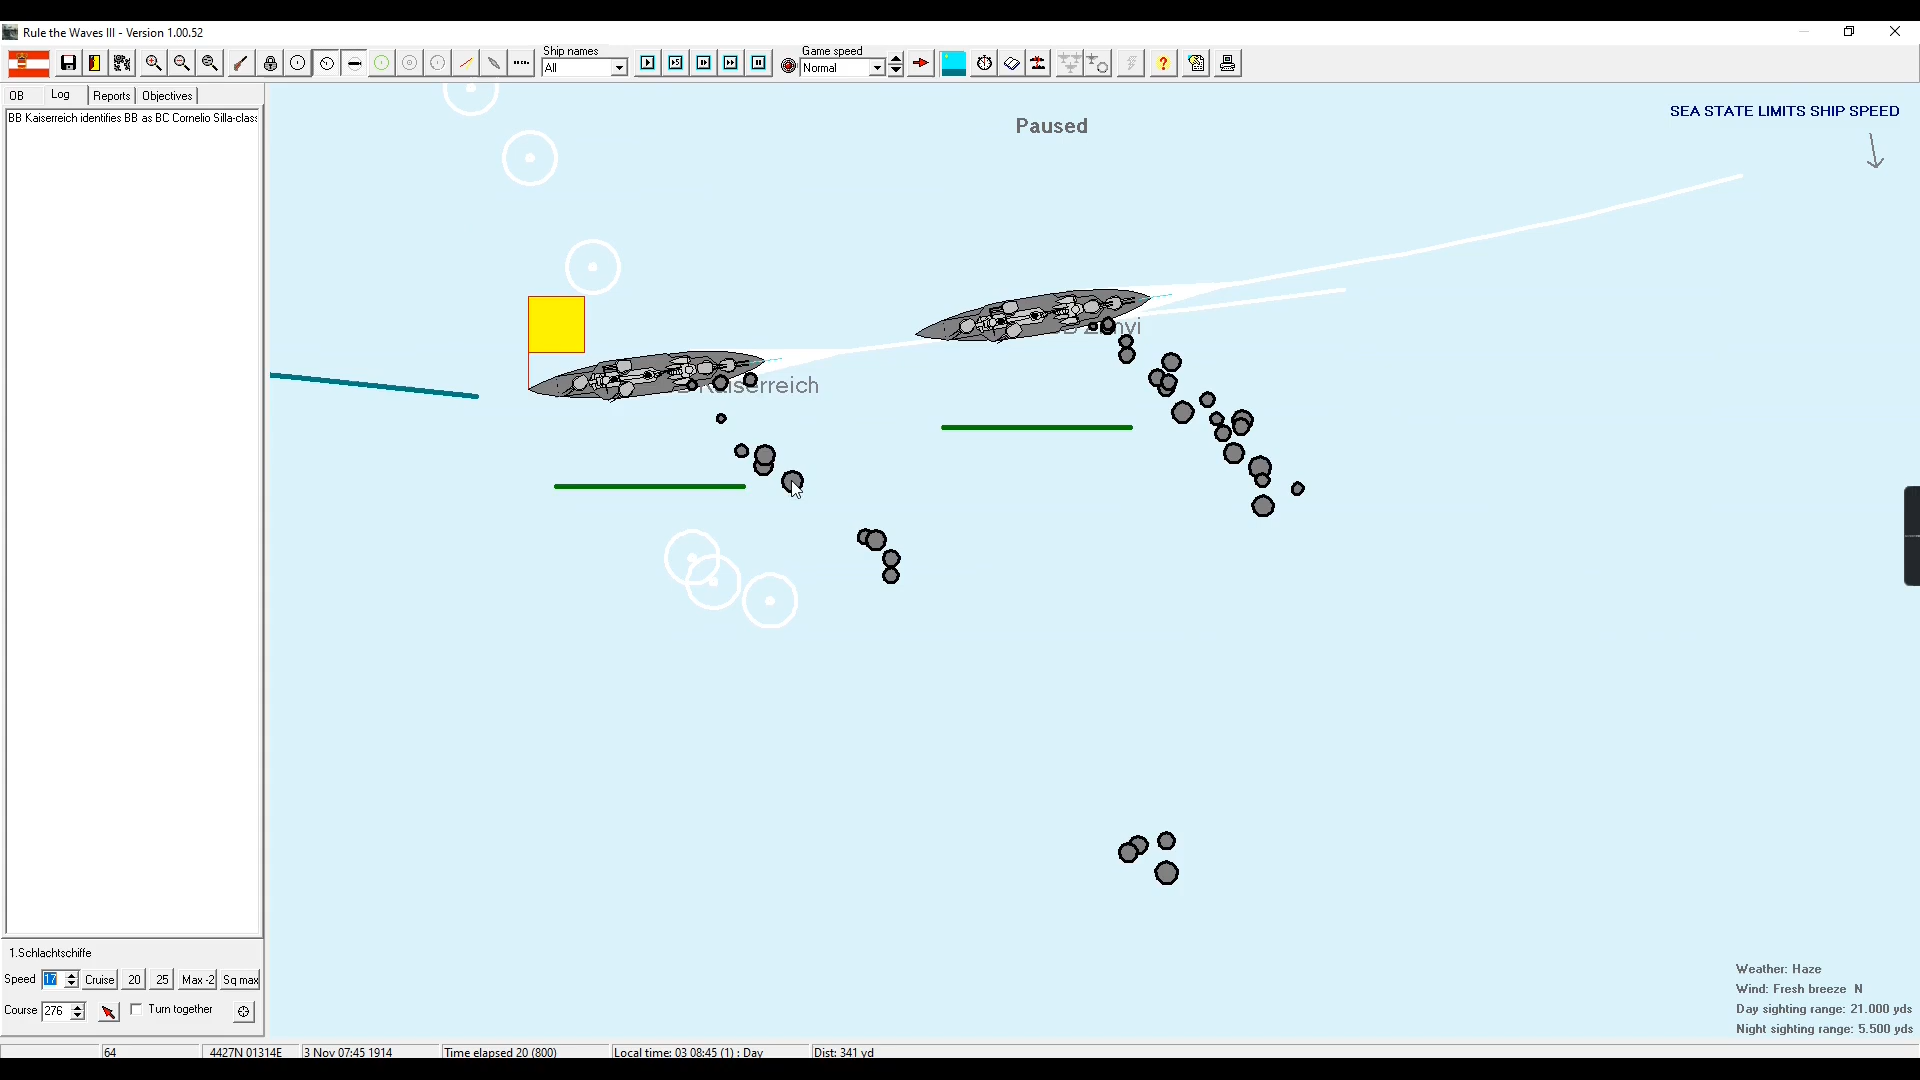 Rule the Waves III - Version 1.00.52
Ship names
All
Game speed
Normal
OB
Log
Reports
Objectives
BB Kaiserreich identifies BB as BC Cornelio Silla-class
Paused
SEA STATE LIMITS SHIP SPEED
Kaiserreich
1.Schlachtschiffe
Speed 17 Cruise 20 25 Max -2 Sq max
Course 276 Turn together
Weather: Haze
Wind: Fresh breeze N
Day sighting range: 21.000 yds
Night sighting range: 5.500 yds
64
4427N 01314E
3 Nov 07:45 1914
Time elapsed 20 (800)
Local time: 03 08:45 (1) : Day
Dist: 341 yd